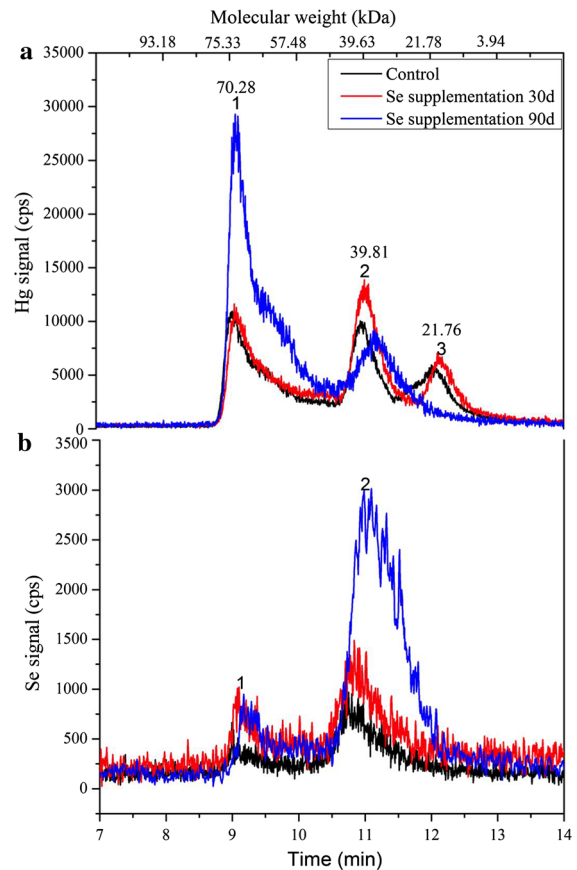 Molecular weight (kDa)
93.18 75.33 57.48 39.63 21.78 3.94
a
35000
30000
25000
20000
15000
10000
5000
0
Hg signal (cps)
Control
Se supplementation 30d
Se supplementation 90d
70.28
1
39.81
2
21.76
3
b
3500
3000
2500
2000
1500
1000
500
0
Se signal (cps)
1
2
7 8 9 10 11 12 13 14
Time (min)